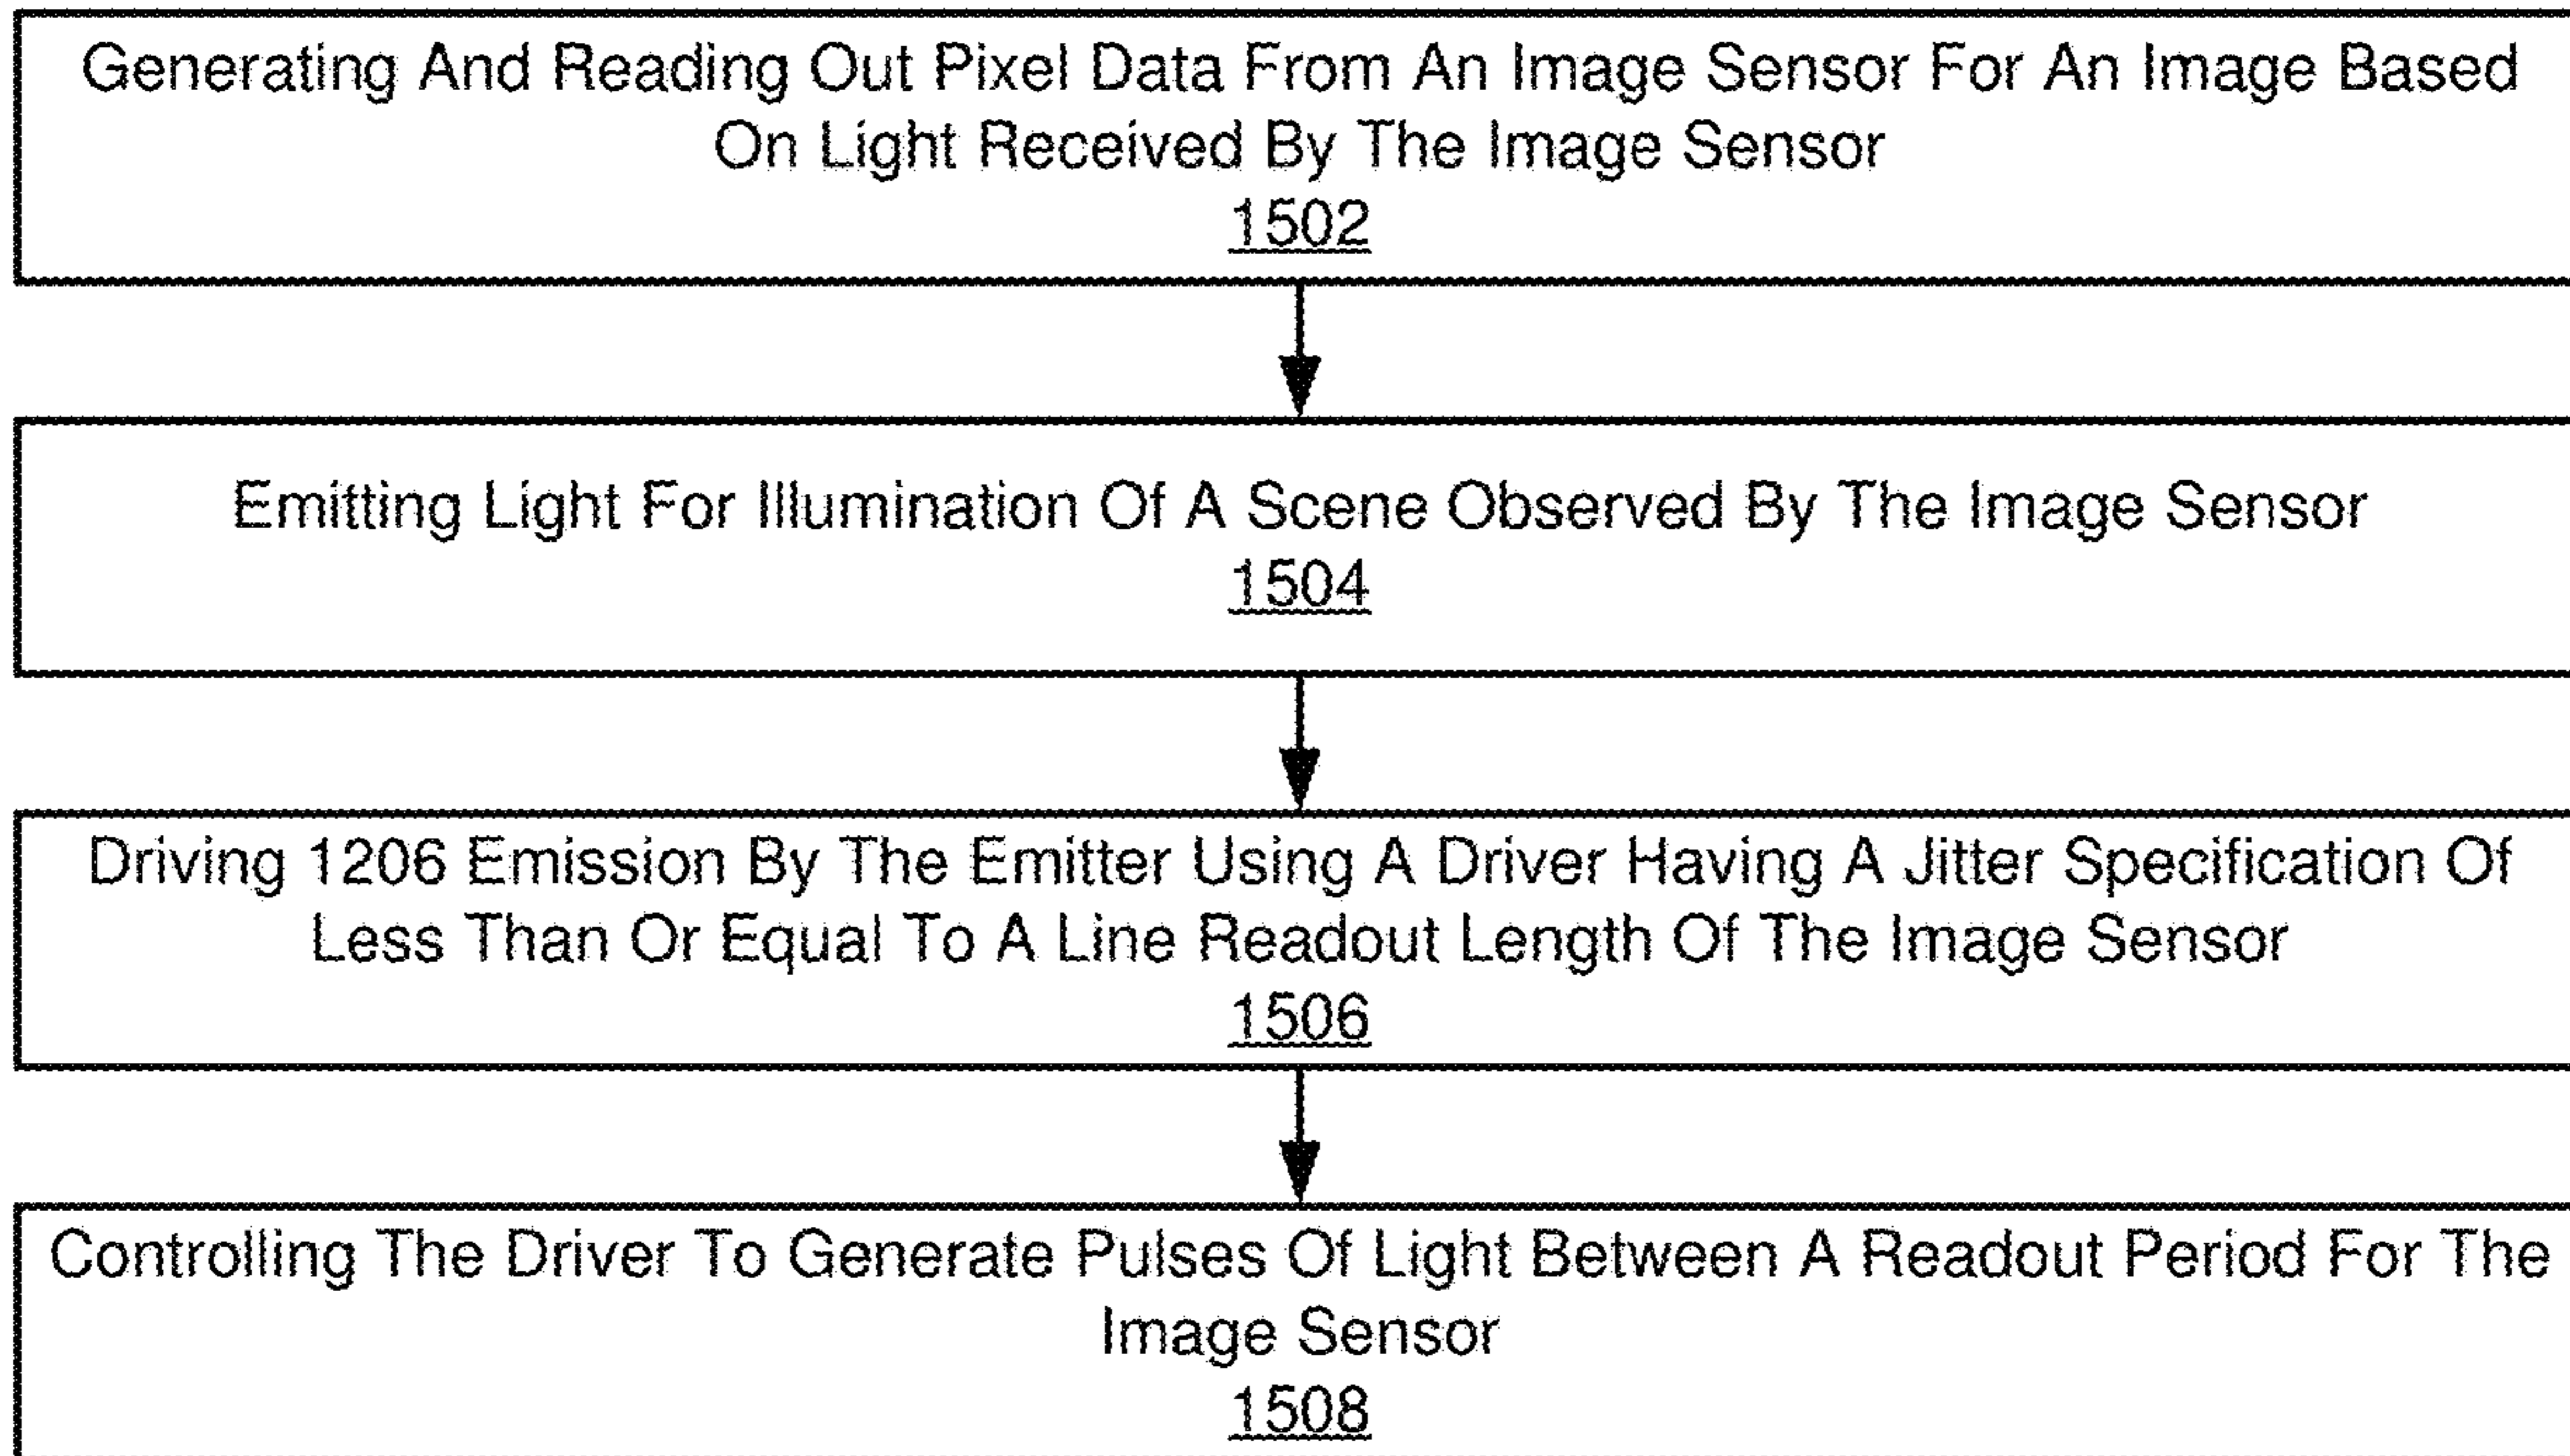 Generating And Reading Out Pixel Data From An Image Sensor For An Image Based
On Light Received By The Image Sensor
1502
Emitting Light For Illumination Of A Scene Observed By The Image Sensor
1504
Driving 1206 Emission By The Emitter Using A Driver Having A Jitter Specification Of
Less Than Or Equal To A Line Readout Length Of The Image Sensor
1506
Controlling The Driver To Generate Pulses Of Light Between A Readout Period For The
Image Sensor
1508